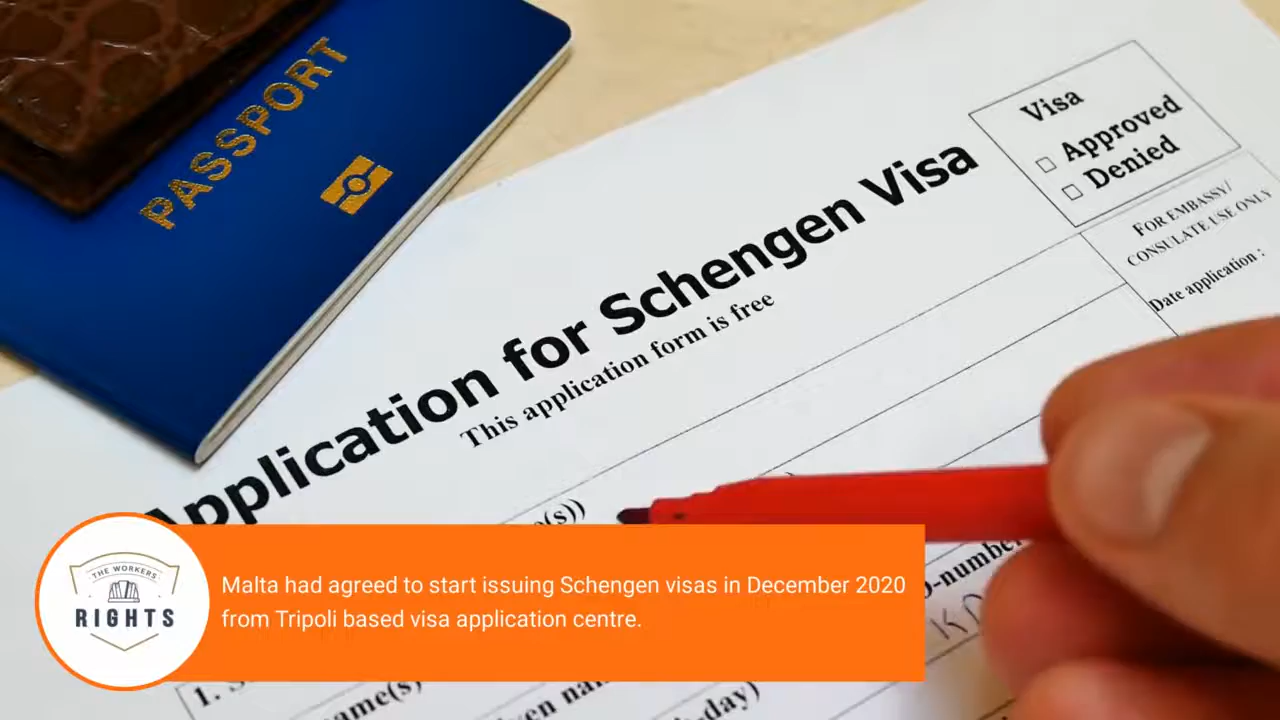 PASSPORT
Visa
Approved
Denied
FOR EMBASSY/
CONSULATE USE ONLY
Date application :
Application for Schengen Visa
This application form is free
THE WORKERS
RIGHTS
Malta had agreed to start issuing Schengen visas in December 2020
from Tripoli based visa application centre.
1.